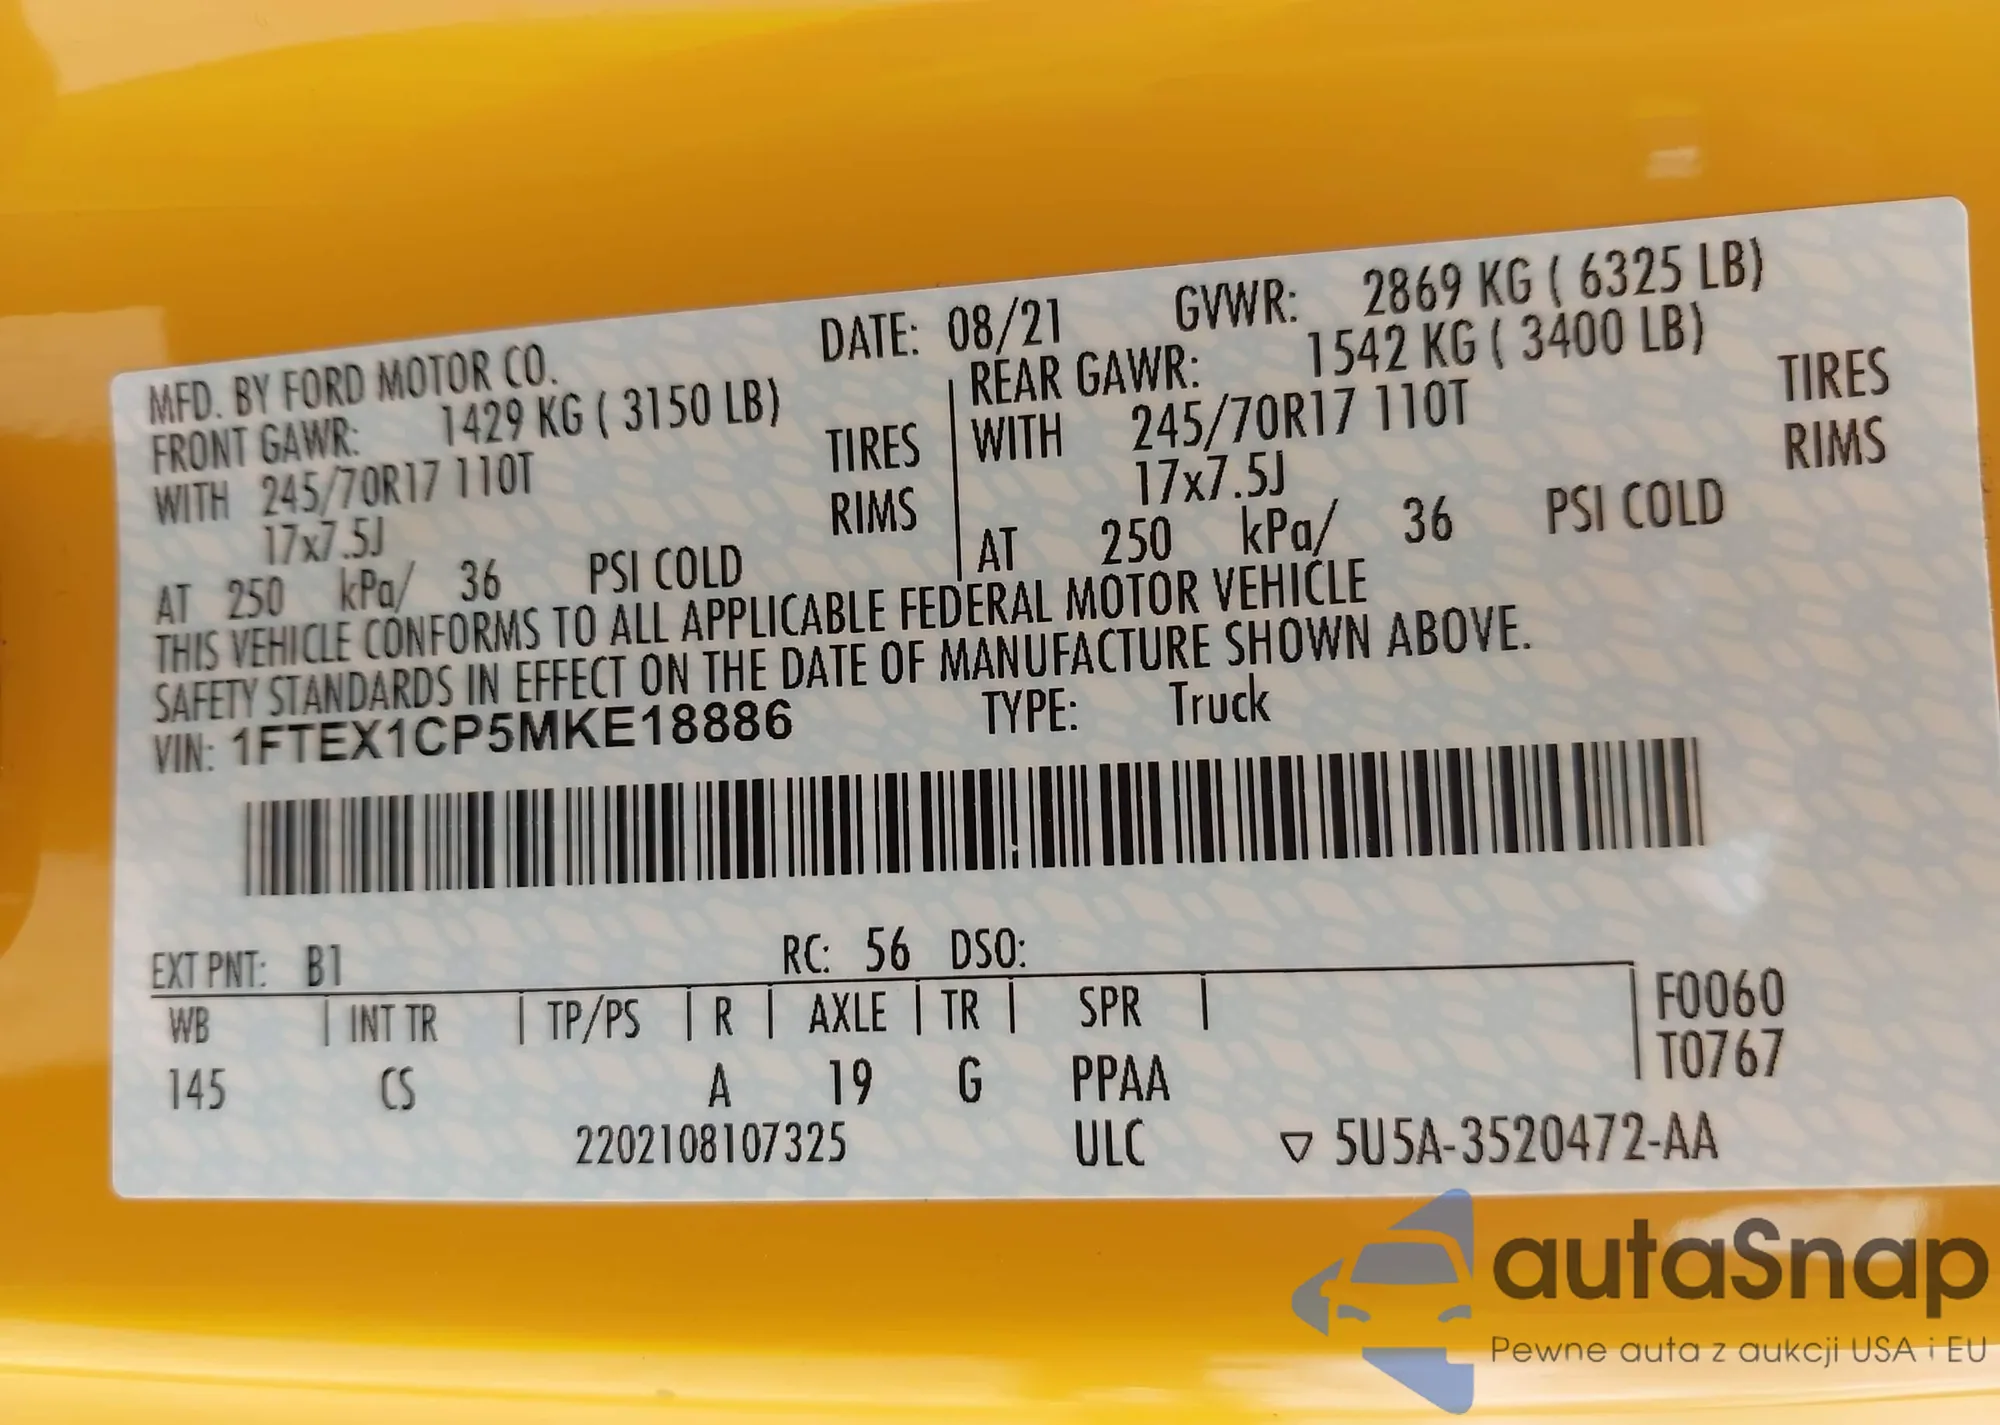 MFD. BY FORD MOTOR CO. DATE: 08/21 GVWR: 2869 KG ( 6325 LB)
FRONT GAWR: 1429 KG ( 3150 LB) REAR GAWR: 1542 KG ( 3400 LB)
WITH 245/70R17 110T TIRES WITH 245/70R17 110T TIRES
17x7.5J RIMS 17x7.5J RIMS
AT 250 kPa/ 36 PSI COLD AT 250 kPa/ 36 PSI COLD
THIS VEHICLE CONFORMS TO ALL APPLICABLE FEDERAL MOTOR VEHICLE
SAFETY STANDARDS IN EFFECT ON THE DATE OF MANUFACTURE SHOWN ABOVE.
VIN: 1FTEX1CP5MKE18886 TYPE: Truck
EXT PNT: B1 RC: 56 DSO:
WB | INT TR | TP/PS | R | AXLE | TR | SPR | F0060
T0767
145 CS A 19 G PPAA
2202108107325 ULC ▽ 5U5A-3520472-AA
autaSnap
Pewne auta z aukcji USA i EU